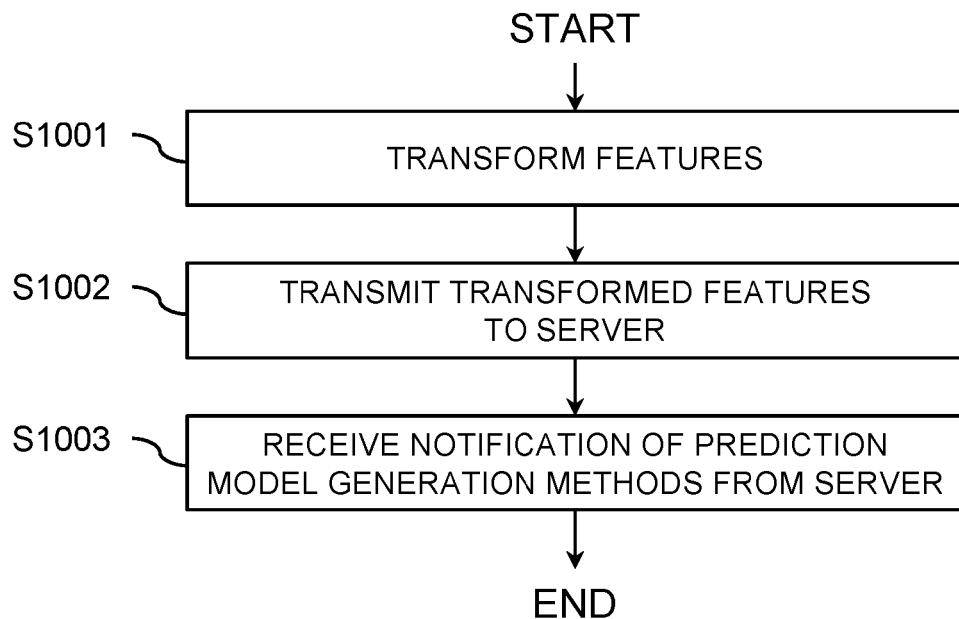 START
S1001
TRANSFORM FEATURES
S1002
TRANSMIT TRANSFORMED FEATURES
TO SERVER
S1003
RECEIVE NOTIFICATION OF PREDICTION
MODEL GENERATION METHODS FROM SERVER
END